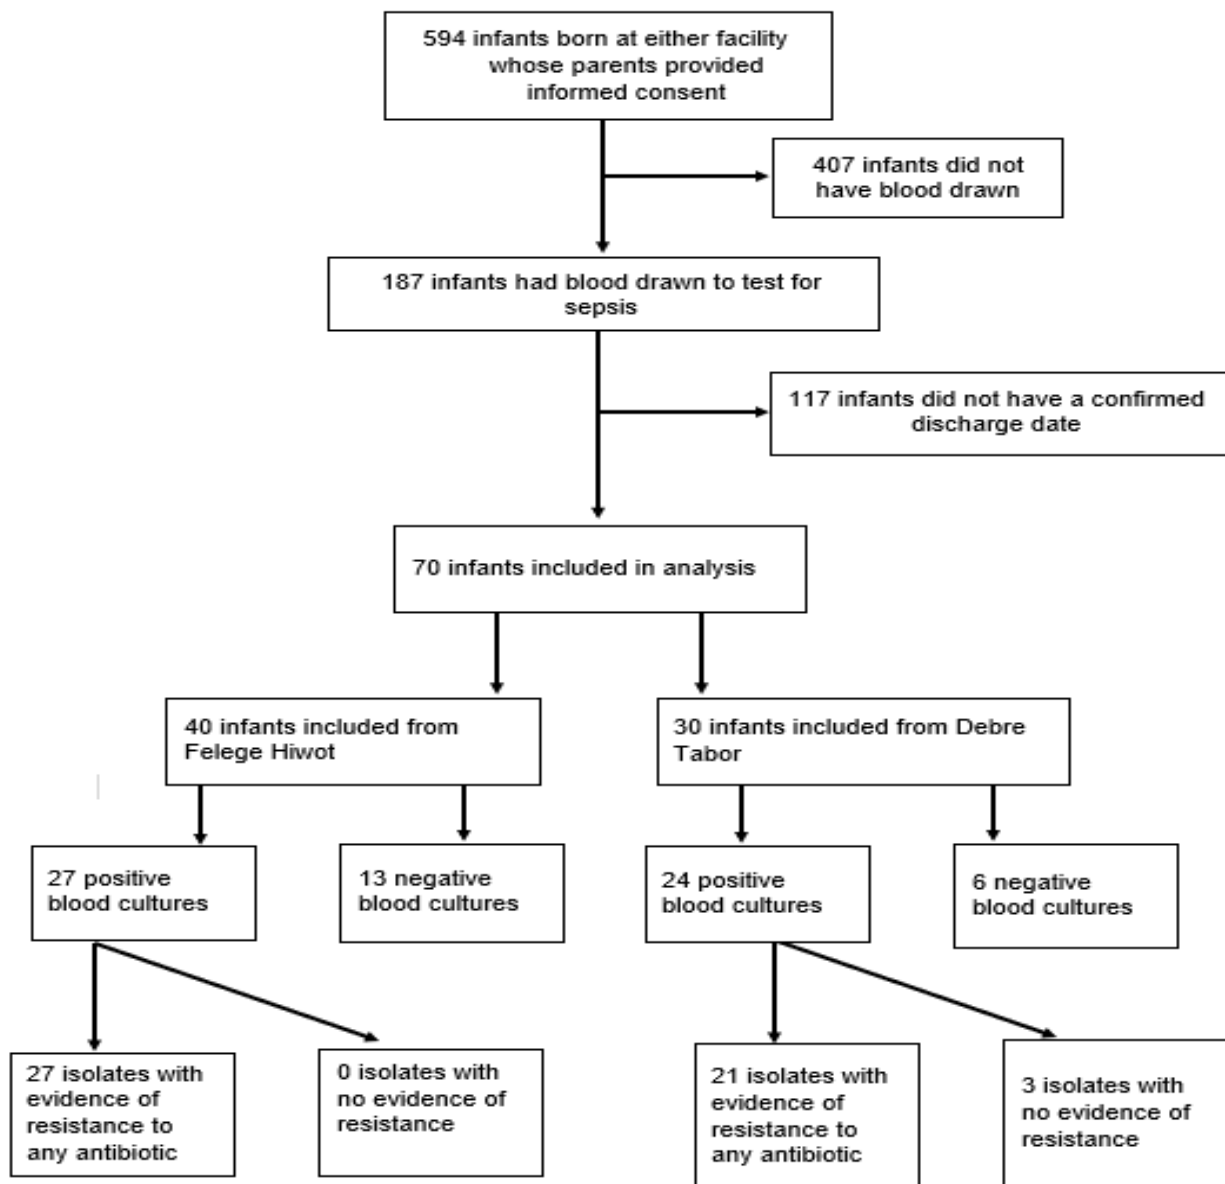 594 infants born at either facility
whose parents provided
informed consent
407 infants did not
have blood drawn
187 infants had blood drawn to test for
sepsis
117 infants did not have a confirmed
discharge date
70 infants included in analysis
40 infants included from
Felege Hiwot
30 infants included from Debre
Tabor
27 positive
blood cultures
13 negative
blood cultures
24 positive
blood cultures
6 negative
blood cultures
27 isolates with
evidence of
resistance to
any antibiotic
0 isolates with
no evidence of
resistance
21 isolates with
evidence of
resistance to
any antibiotic
3 isolates with
no evidence of
resistance